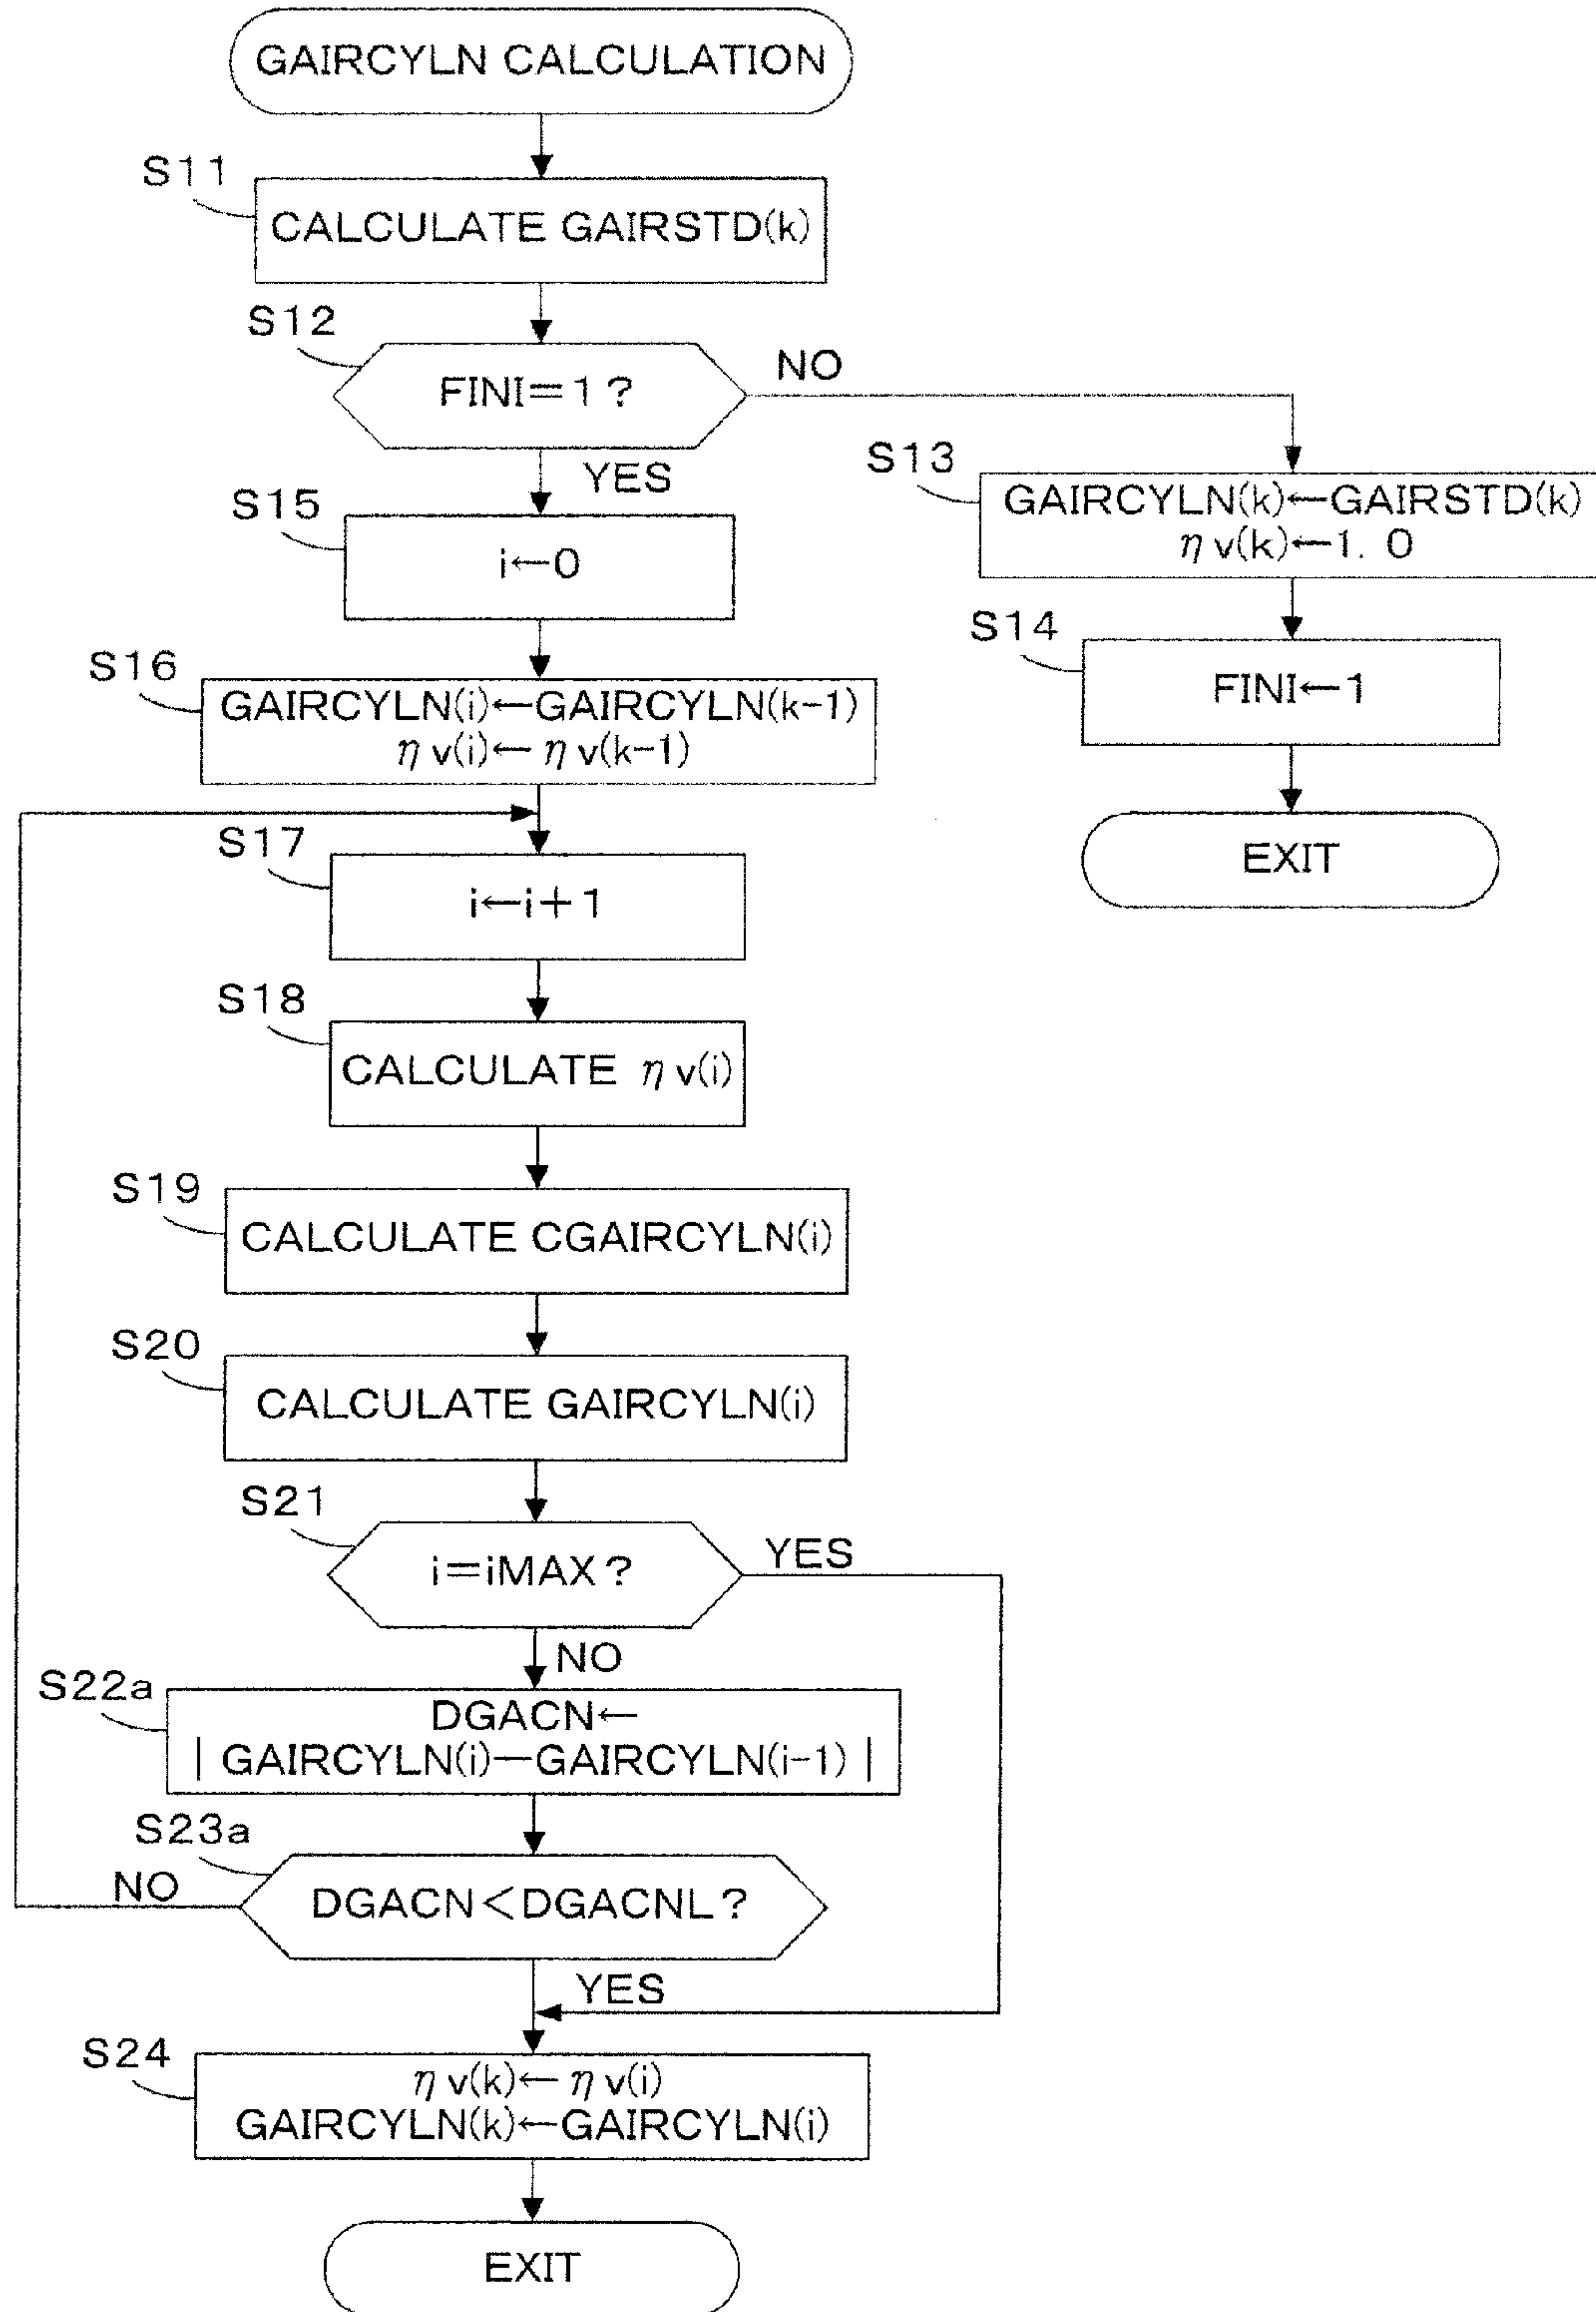 GAIRCYLN CALCULATION
S11
CALCULATE GAIRSTD(k)
S12
FINI=1?
NO
YES
S13
GAIRCYLN(k)←GAIRSTD(k)
η v(k)←1. 0
S14
FINI←1
EXIT
S15
i←0
S16
GAIRCYLN(i)←GAIRCYLN(k-1)
η v(i)← η v(k-1)
S17
i←i+1
S18
CALCULATE η v(i)
S19
CALCULATE CGAIRCYLN(i)
S20
CALCULATE GAIRCYLN(i)
S21
i=iMAX?
YES
NO
S22a
DGACN←
| GAIRCYLN(i)—GAIRCYLN(i-1) |
S23a
NO
DGACN<DGACNL?
YES
S24
η v(k)← η v(i)
GAIRCYLN(k)←GAIRCYLN(i)
EXIT